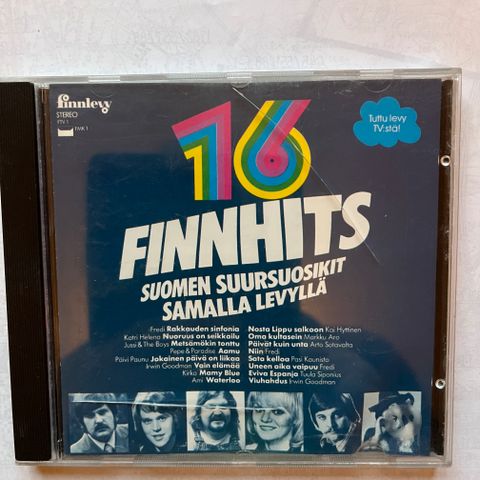 finnlevy
STEREO
FTV 1
FMK 1
Tuttu levy
TV:stä!
16
FINNHITS
SUOMEN SUURSUOSIKIT
SAMALLA LEVYLLÄ
Fredi Rakkauden sinfonia
Katri Helena Nuoruus on seikkailu
Jussi & The Boys Metsämökin tonttu
Pepe & Paradise Aamu
Päivi Paunu Jokainen päivä on liikaa
Irwin Goodman Vain elämää
Kirka Mamy Blue
Ami Waterloo
Nosta Lippu salkoon Kai Hyttinen
Oma kultasein Markku Aro
Päivät kuin unta Arto Sotavalta
Niin Fredi
Sata kelloa Pasi Kaunisto
Uneen aika vaipuu Fredi
Eviva Espanja Tuula Siponius
Viuhahdus Irwin Goodman